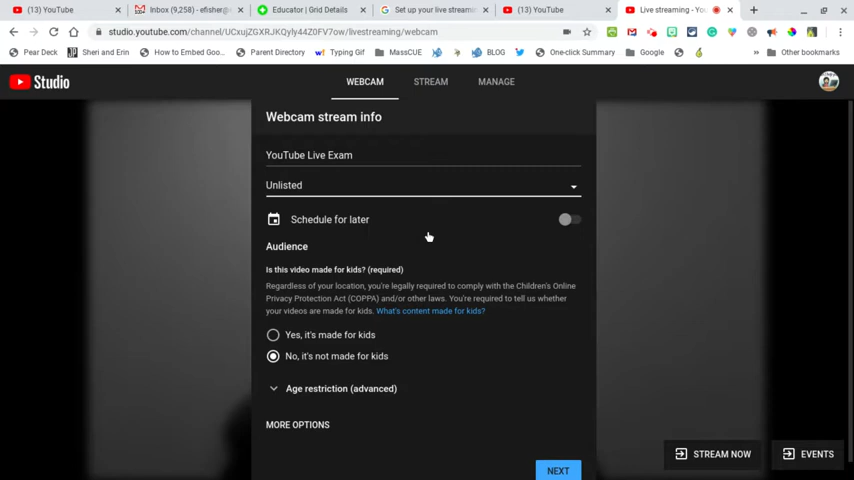 (13) YouTube
Inbox (9,258) - efisher@
Educator | Grid Details
Set up your live streamin
(13) YouTube
Live streaming - You
studio.youtube.com/channel/UCxujZGXRJKQyly44Z0FV7ow/livestreaming/webcam
Pear Deck
Sheri and Erin
How to Embed Goo...
Parent Directory
Typing Gif
MassCUE
BLOG
One-click Summary
Google
Other bookmarks
Studio
WEBCAM
STREAM
MANAGE
Webcam stream info
YouTube Live Exam
Unlisted
Schedule for later
Audience
Is this video made for kids? (required)
Regardless of your location, you're legally required to comply with the Children's Online
Privacy Protection Act (COPPA) and/or other laws. You're required to tell us whether
your videos are made for kids. What's content made for kids?
Yes, it's made for kids
No, it's not made for kids
Age restriction (advanced)
MORE OPTIONS
STREAM NOW
EVENTS
NEXT